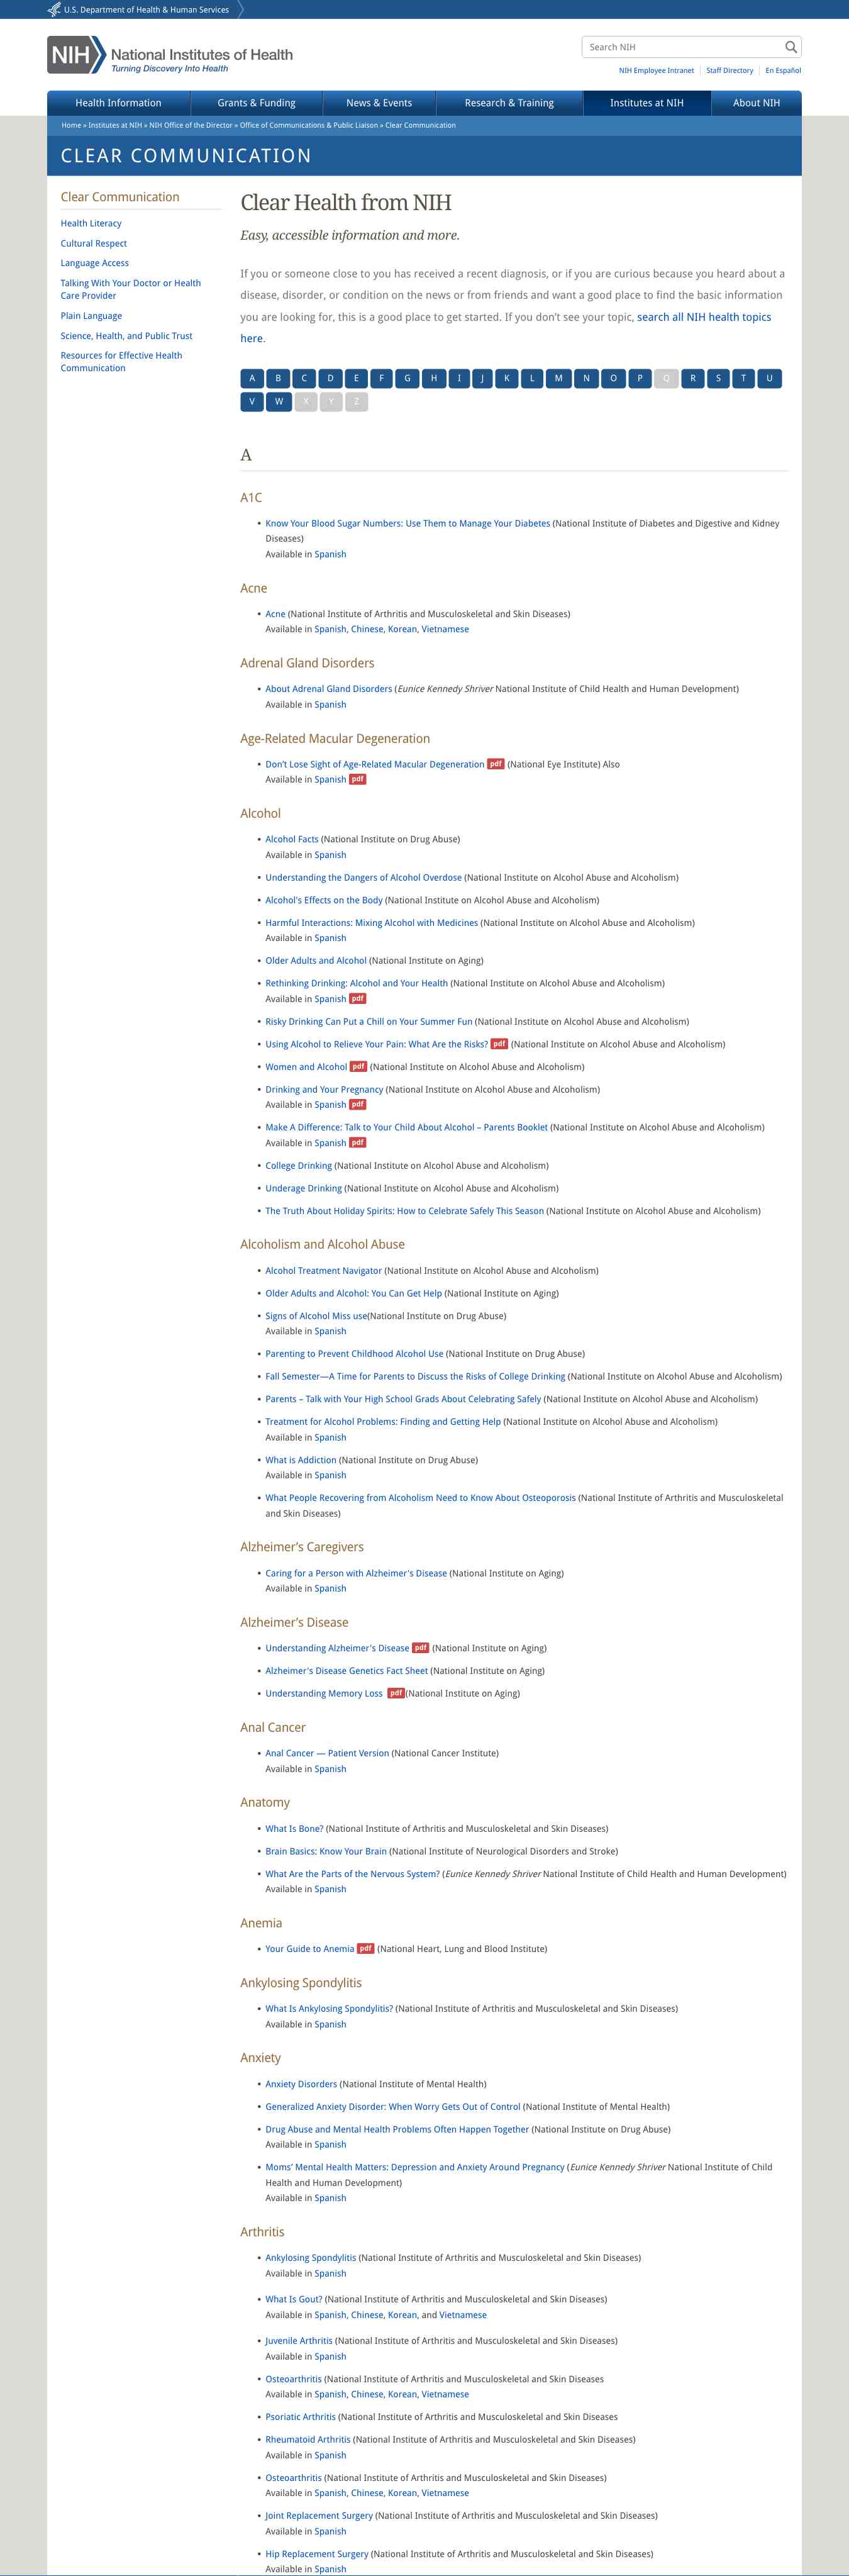 U.S. Department of Health & Human Services
NIH National Institutes of Health
Turning Discovery Into Health
Search NIH
NIH Employee Intranet | Staff Directory | En Español
Health Information
Grants & Funding
News & Events
Research & Training
Institutes at NIH
About NIH
Home » Institutes at NIH » NIH Office of the Director » Office of Communications & Public Liaison » Clear Communication
CLEAR COMMUNICATION
Clear Communication
Health Literacy
Cultural Respect
Language Access
Talking With Your Doctor or Health
Care Provider
Plain Language
Science, Health, and Public Trust
Resources for Effective Health
Communication
Clear Health from NIH
Easy, accessible information and more.
If you or someone close to you has received a recent diagnosis, or if you are curious because you heard about a
disease, disorder, or condition on the news or from friends and want a good place to find the basic information
you are looking for, this is a good place to get started. If you don’t see your topic, search all NIH health topics
here.
A B C D E F G H I J K L M N O P Q R S T U
V W X Y Z
A
A1C
• Know Your Blood Sugar Numbers: Use Them to Manage Your Diabetes (National Institute of Diabetes and Digestive and Kidney
Diseases)
Available in Spanish
Acne
• Acne (National Institute of Arthritis and Musculoskeletal and Skin Diseases)
Available in Spanish, Chinese, Korean, Vietnamese
Adrenal Gland Disorders
• About Adrenal Gland Disorders (Eunice Kennedy Shriver National Institute of Child Health and Human Development)
Available in Spanish
Age-Related Macular Degeneration
• Don’t Lose Sight of Age-Related Macular Degeneration pdf (National Eye Institute) Also
Available in Spanish pdf
Alcohol
• Alcohol Facts (National Institute on Drug Abuse)
Available in Spanish
• Understanding the Dangers of Alcohol Overdose (National Institute on Alcohol Abuse and Alcoholism)
• Alcohol's Effects on the Body (National Institute on Alcohol Abuse and Alcoholism)
• Harmful Interactions: Mixing Alcohol with Medicines (National Institute on Alcohol Abuse and Alcoholism)
Available in Spanish
• Older Adults and Alcohol (National Institute on Aging)
• Rethinking Drinking: Alcohol and Your Health (National Institute on Alcohol Abuse and Alcoholism)
Available in Spanish pdf
• Risky Drinking Can Put a Chill on Your Summer Fun (National Institute on Alcohol Abuse and Alcoholism)
• Using Alcohol to Relieve Your Pain: What Are the Risks? pdf (National Institute on Alcohol Abuse and Alcoholism)
• Women and Alcohol pdf (National Institute on Alcohol Abuse and Alcoholism)
• Drinking and Your Pregnancy (National Institute on Alcohol Abuse and Alcoholism)
Available in Spanish pdf
• Make A Difference: Talk to Your Child About Alcohol – Parents Booklet (National Institute on Alcohol Abuse and Alcoholism)
Available in Spanish pdf
• College Drinking (National Institute on Alcohol Abuse and Alcoholism)
• Underage Drinking (National Institute on Alcohol Abuse and Alcoholism)
• The Truth About Holiday Spirits: How to Celebrate Safely This Season (National Institute on Alcohol Abuse and Alcoholism)
Alcoholism and Alcohol Abuse
• Alcohol Treatment Navigator (National Institute on Alcohol Abuse and Alcoholism)
• Older Adults and Alcohol: You Can Get Help (National Institute on Aging)
• Signs of Alcohol Miss use(National Institute on Drug Abuse)
Available in Spanish
• Parenting to Prevent Childhood Alcohol Use (National Institute on Drug Abuse)
• Fall Semester—A Time for Parents to Discuss the Risks of College Drinking (National Institute on Alcohol Abuse and Alcoholism)
• Parents – Talk with Your High School Grads About Celebrating Safely (National Institute on Alcohol Abuse and Alcoholism)
• Treatment for Alcohol Problems: Finding and Getting Help (National Institute on Alcohol Abuse and Alcoholism)
Available in Spanish
• What is Addiction (National Institute on Drug Abuse)
Available in Spanish
• What People Recovering from Alcoholism Need to Know About Osteoporosis (National Institute of Arthritis and Musculoskeletal
and Skin Diseases)
Alzheimer’s Caregivers
• Caring for a Person with Alzheimer's Disease (National Institute on Aging)
Available in Spanish
Alzheimer’s Disease
• Understanding Alzheimer’s Disease pdf (National Institute on Aging)
• Alzheimer's Disease Genetics Fact Sheet (National Institute on Aging)
• Understanding Memory Loss pdf(National Institute on Aging)
Anal Cancer
• Anal Cancer — Patient Version (National Cancer Institute)
Available in Spanish
Anatomy
• What Is Bone? (National Institute of Arthritis and Musculoskeletal and Skin Diseases)
• Brain Basics: Know Your Brain (National Institute of Neurological Disorders and Stroke)
• What Are the Parts of the Nervous System? (Eunice Kennedy Shriver National Institute of Child Health and Human Development)
Available in Spanish
Anemia
• Your Guide to Anemia pdf (National Heart, Lung and Blood Institute)
Ankylosing Spondylitis
• What Is Ankylosing Spondylitis? (National Institute of Arthritis and Musculoskeletal and Skin Diseases)
Available in Spanish
Anxiety
• Anxiety Disorders (National Institute of Mental Health)
• Generalized Anxiety Disorder: When Worry Gets Out of Control (National Institute of Mental Health)
• Drug Abuse and Mental Health Problems Often Happen Together (National Institute on Drug Abuse)
Available in Spanish
• Moms’ Mental Health Matters: Depression and Anxiety Around Pregnancy (Eunice Kennedy Shriver National Institute of Child
Health and Human Development)
Available in Spanish
Arthritis
• Ankylosing Spondylitis (National Institute of Arthritis and Musculoskeletal and Skin Diseases)
Available in Spanish
• What Is Gout? (National Institute of Arthritis and Musculoskeletal and Skin Diseases)
Available in Spanish, Chinese, Korean, and Vietnamese
• Juvenile Arthritis (National Institute of Arthritis and Musculoskeletal and Skin Diseases)
Available in Spanish
• Osteoarthritis (National Institute of Arthritis and Musculoskeletal and Skin Diseases
Available in Spanish, Chinese, Korean, Vietnamese
• Psoriatic Arthritis (National Institute of Arthritis and Musculoskeletal and Skin Diseases
• Rheumatoid Arthritis (National Institute of Arthritis and Musculoskeletal and Skin Diseases)
Available in Spanish
• Osteoarthritis (National Institute of Arthritis and Musculoskeletal and Skin Diseases)
Available in Spanish, Chinese, Korean, Vietnamese
• Joint Replacement Surgery (National Institute of Arthritis and Musculoskeletal and Skin Diseases)
Available in Spanish
• Hip Replacement Surgery (National Institute of Arthritis and Musculoskeletal and Skin Diseases)
Available in Spanish